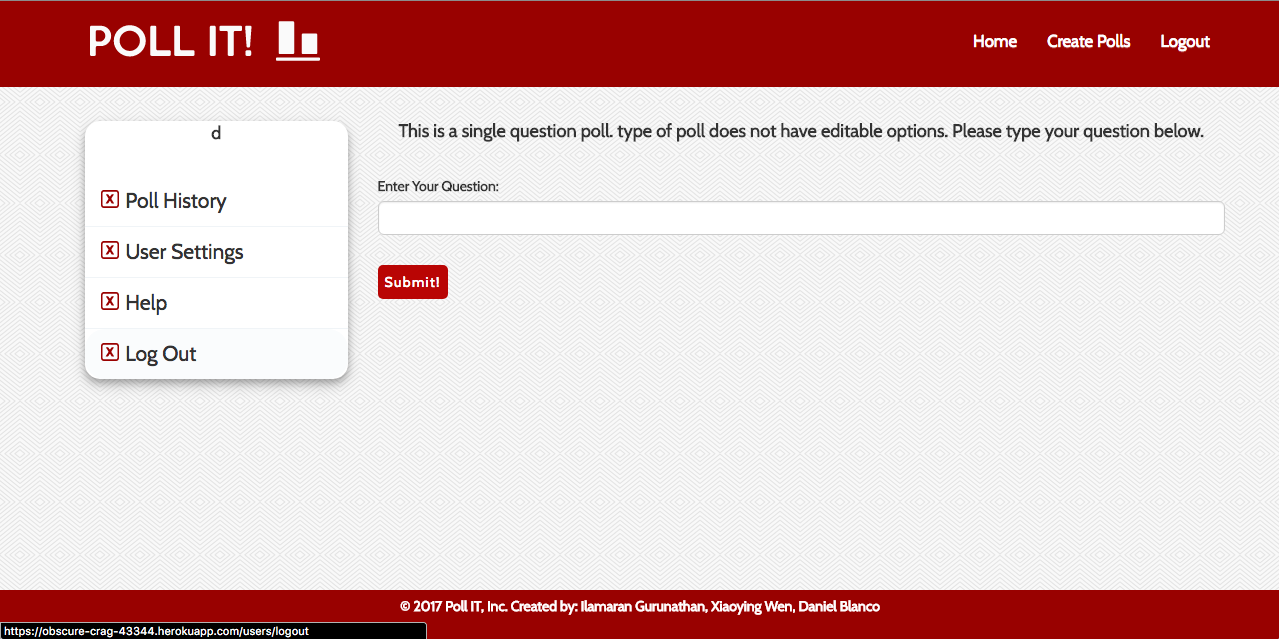 POLL IT!
Home Create Polls Logout
d
This is a single question poll. type of poll does not have editable options. Please type your question below.
Poll History
User Settings
Help
Log Out
Enter Your Question:
Submit!
© 2017 Poll IT, Inc. Created by: Ilamaran Gurunathan, Xiaoying Wen, Daniel Blanco
https://obscure-crag-43344.herokuapp.com/users/logout